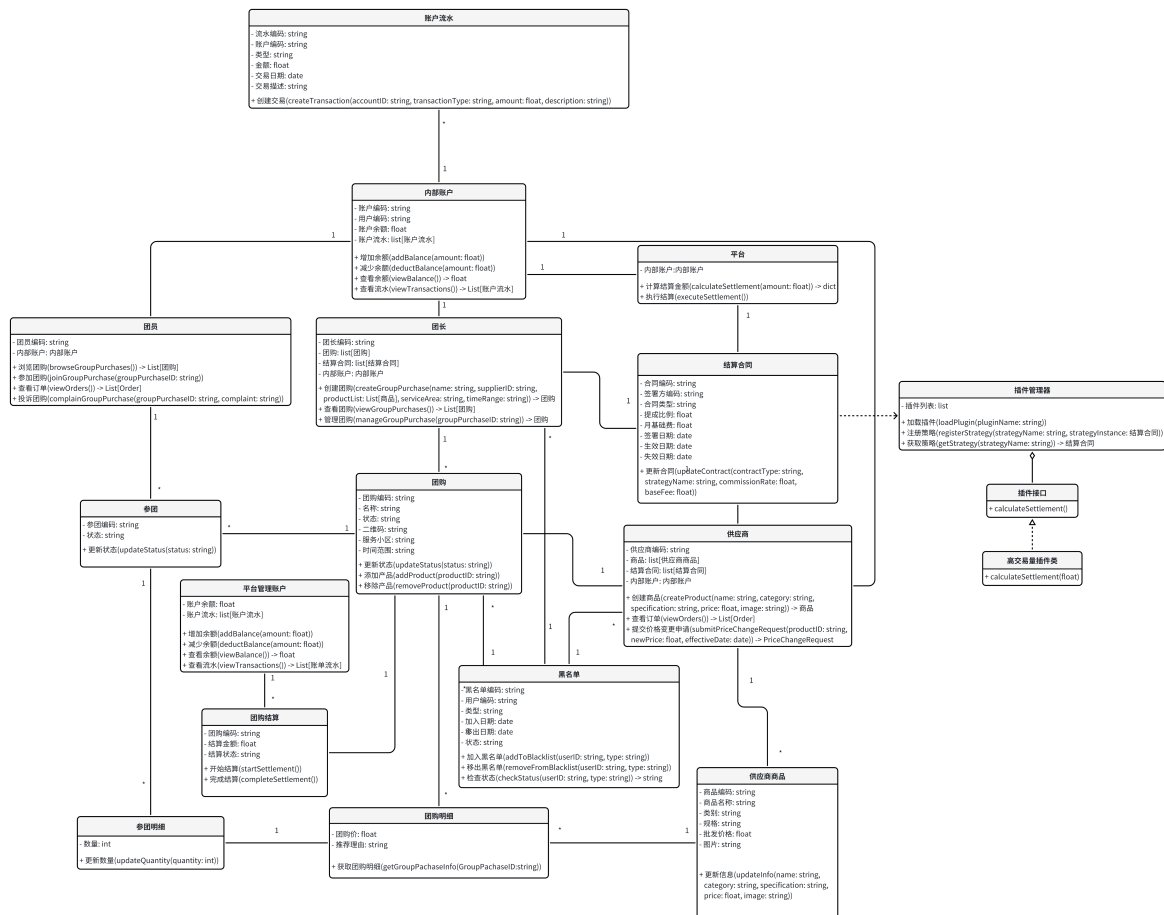 账户流水
- 流水编码: string
- 账户编码: string
- 类型: string
- 金额: float
- 交易日期: date
- 交易描述: string
+ 创建交易(createTransaction(accountID: string, transactionType: string, amount: float, description: string))
*
1
内部账户
- 账户编码: string
- 用户编码: string
- 账户余额: float
- 账户流水: list[账户流水]
+ 增加余额(addBalance(amount: float))
+ 减少余额(deductBalance(amount: float))
+ 查看余额(viewBalance()) -> float
+ 查看流水(viewTransactions()) -> List[账户流水]
1
1
1
1
平台
- 内部账户:内部账户
+ 计算结算金额(calculateSettlement(amount: float)) -> dict
+ 执行结算(executeSettlement())
1
团员
- 团员编码: string
- 内部账户: 内部账户
+ 浏览团购(browseGroupPurchases()) -> List[团购]
+ 参加团购(joinGroupPurchase(groupPurchaseID: string)
+ 查看订单(viewOrders()) -> List[Order]
+ 投诉团购(complainGroupPurchase(groupPurchaseID: string, complaint: string))
1
*
团长
- 团长编码: string
- 团购: list[团购]
- 结算合同: list[结算合同]
- 内部账户: 内部账户
+ 创建团购(createGroupPurchase(name: string, supplierID: string,
productList: List[商品], serviceArea: string, timeRange: string)) -> 团购
+ 查看团购(viewGroupPurchases()) -> List[团购]
+ 管理团购(manageGroupPurchase(groupPurchaseID: string)) -> 团购
1
1
1
*
*
结算合同
- 合同编码: string
- 签署方编码: string
- 合同类型: string
- 提成比例: float
- 月基础费: float
- 签署日期: date
- 生效日期: date
- 失效日期: date
+ 更新合同(updateContract(contractType: string,
strategyName: string, commissionRate: float,
baseFee: float))
插件管理器
- 插件列表: list
+ 加载插件(loadPlugin(pluginName: string))
+ 注册策略(registerStrategy(strategyName: string, strategyInstance: 结算合同))
+ 获取策略(getStrategy(strategyName: string)) -> 结算合同
插件接口
+ calculateSettlement()
高交易量插件类
+ calculateSettlement(float)
参团
- 参团编码: string
- 状态: string
+ 更新状态(updateStatus(status: string))
*
1
1
团购
- 团购编码: string
- 名称: string
- 状态: string
- 二维码: string
- 服务小区: string
- 时间范围: string
+ 更新状态(updateStatus(status: string))
+ 添加产品(addProduct(productID: string))
+ 移除产品(removeProduct(productID: string))
1
1
*
*
供应商
- 供应商编码: string
- 商品: list[供应商商品]
- 结算合同: list[结算合同]
- 内部账户: 内部账户
+ 创建商品(createProduct(name: string, category: string,
specification: string, price: float, image: string)) -> 商品
+ 查看订单(viewOrders()) -> List[Order]
+ 提交价格变更申请(submitPriceChangeRequest(productID: string,
newPrice: float, effectiveDate: date)) -> PriceChangeRequest
平台管理账户
- 账户余额: float
- 账户流水: list[账户流水]
+ 增加余额(addBalance(amount: float))
+ 减少余额(deductBalance(amount: float))
+ 查看余额(viewBalance()) -> float
+ 查看流水(viewTransactions()) -> List[账单流水]
1
*
1
1
1
1
1
团购结算
- 团购编码: string
- 结算金额: float
- 结算状态: string
+ 开始结算(startSettlement())
+ 完成结算(completeSettlement())
黑名单
- 黑名单编码: string
*
- 用户编码: string
- 类型: string
- 加入日期: date
- 移出日期: date
- 状态: string
+ 加入黑名单(addToBlacklist(userID: string, type: string))
+ 移出黑名单(removeFromBlacklist(userID: string, type: string))
+ 检查状态(checkStatus(userID: string, type: string)) -> string
*
*
*
参团明细
- 数量: int
+ 更新数量(updateQuantity(quantity: int))
1
团购明细
- 团购价: float
- 推荐理由: string
+ 获取团购明细(getGroupPachaseInfo(GroupPachaseID:string))
*
1
供应商商品
- 商品编码: string
- 商品名称: string
- 类别: string
- 规格: string
- 批发价格: float
- 图片: string
+ 更新信息(updateInfo(name: string,
category: string, specification: string,
price: float, image: string))